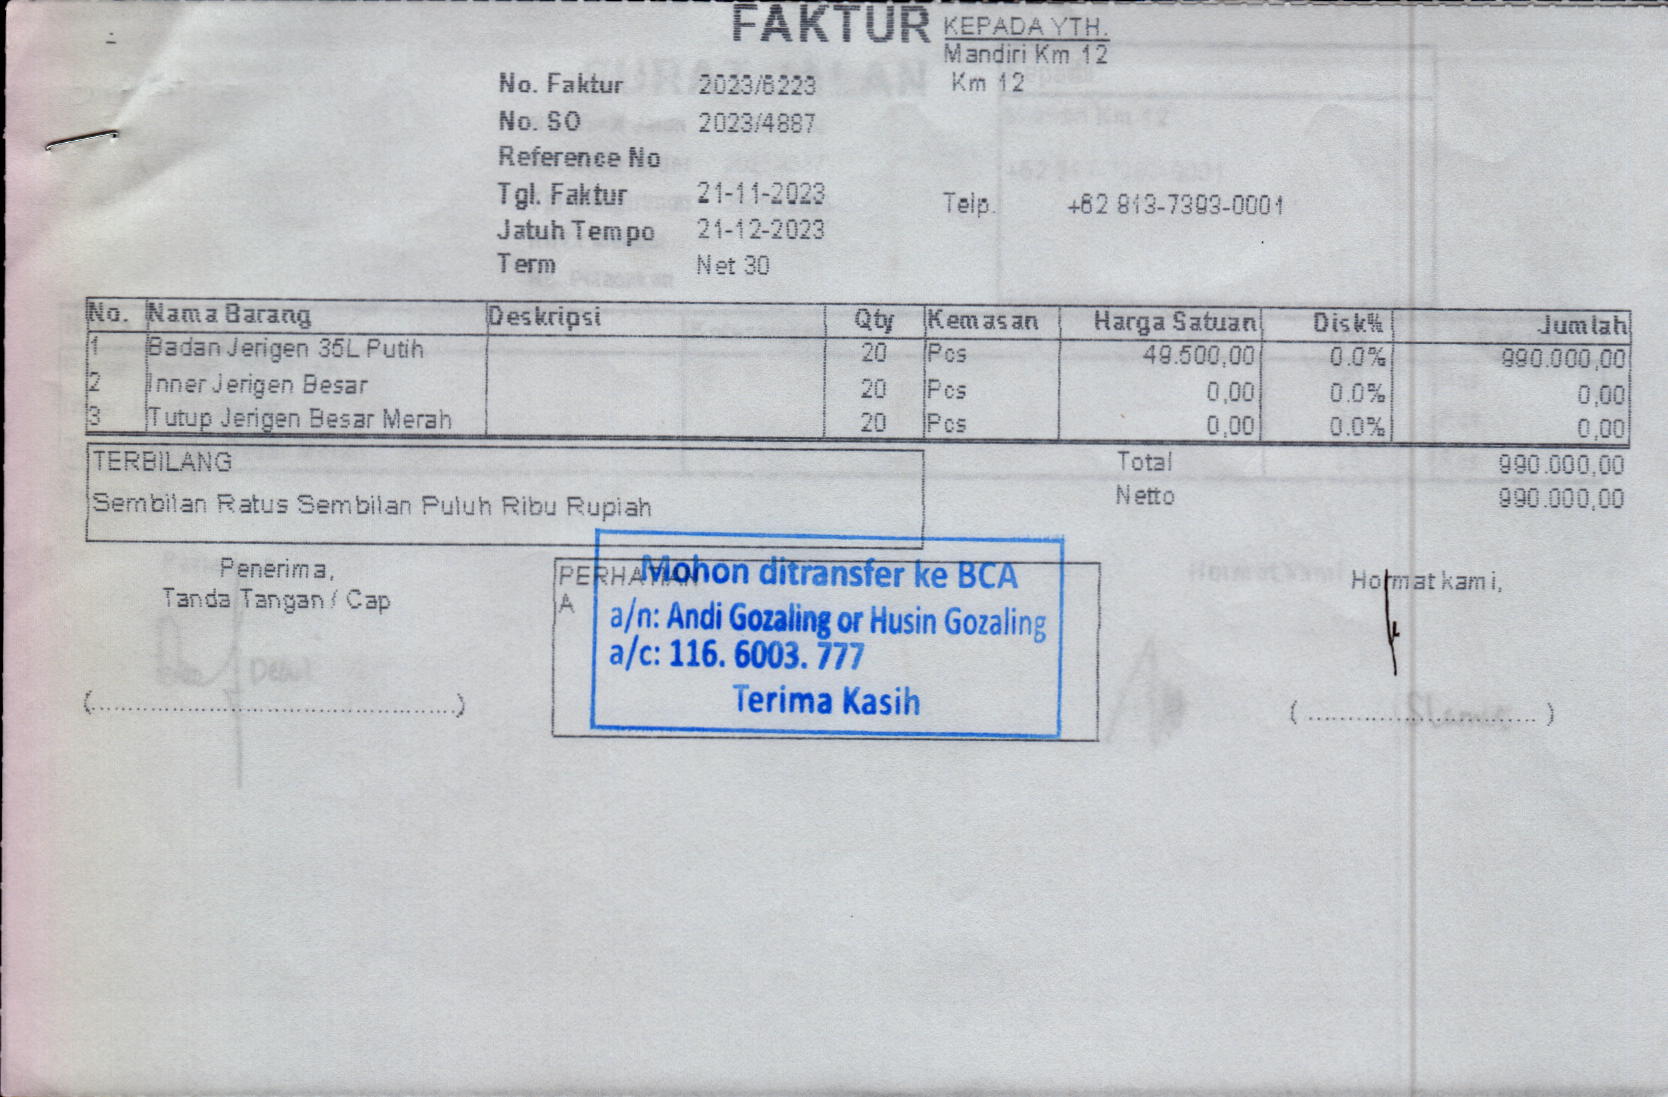 FAKTUR
KEPADA YTH.
Mandiri Km 12
Km 12
No. Faktur 2023/6223
No. SO 2023/4887
Reference No
Tgl. Faktur 21-11-2023
Telp. +62 813-7393-0001
Jatuh Tempo 21-12-2023
Term Net 30
No. Nama Barang Deskripsi Qty Kemasan Harga Satuan Disk% Jumlah
1 Badan Jerigen 35L Putih 20 Pcs 49.500,00 0.0% 990.000,00
2 Inner Jerigen Besar 20 Pcs 0,00 0.0% 0,00
3 Tutup Jerigen Besar Merah 20 Pcs 0,00 0.0% 0,00
TERBILANG
Sembilan Ratus Sembilan Puluh Ribu Rupiah
Total 990.000,00
Netto 990.000,00
Penerima,
Tanda Tangan / Cap
(.................................................)
PERHATIAN
A
Mohon ditransfer ke BCA
a/n: Andi Gozaling or Husin Gozaling
a/c: 116. 6003. 777
Terima Kasih
Hormat kami,
( ................................ )